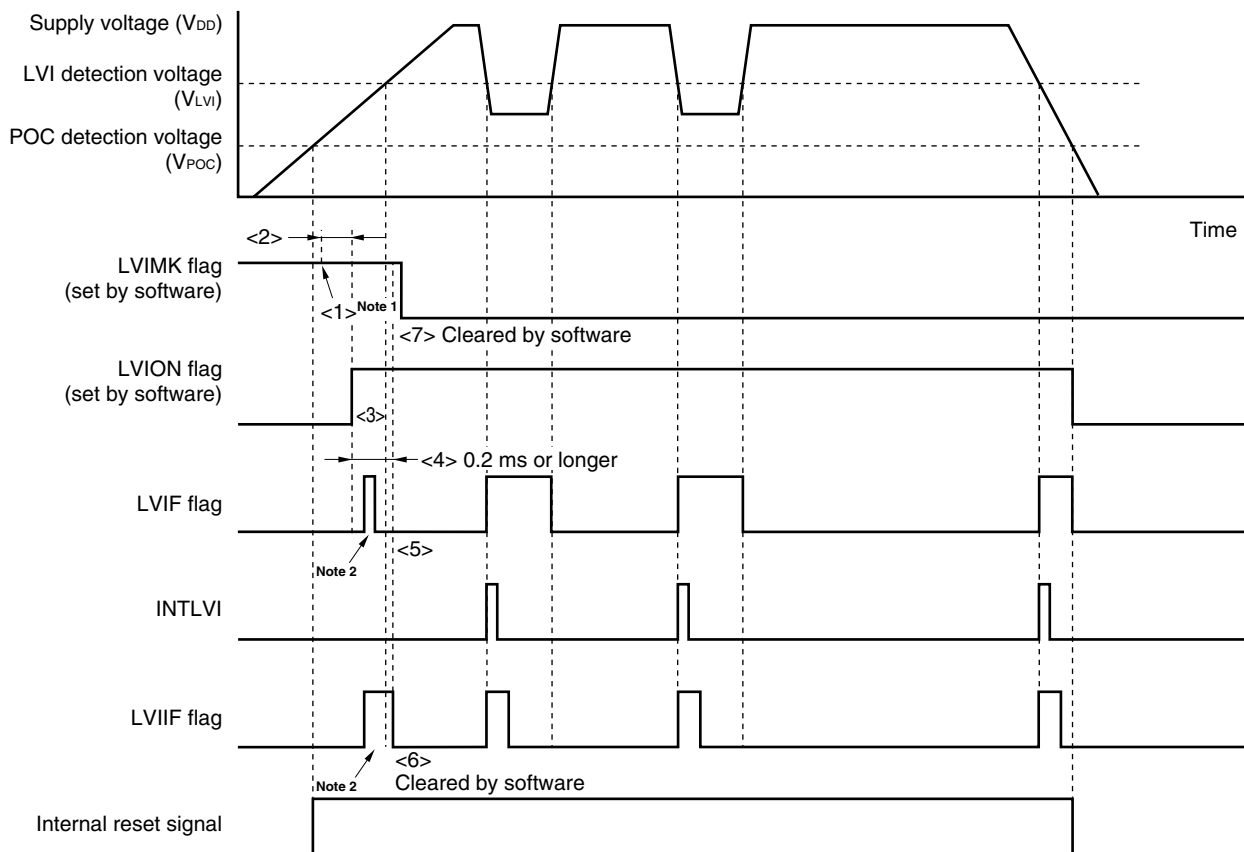 Supply voltage (VDD)
LVI detection voltage
(VLVI)
POC detection voltage
(VPOC)
Time
<2>
LVIMK flag
(set by software)
<1> Note 1
<7> Cleared by software
LVION flag
(set by software)
<3>
<4> 0.2 ms or longer
LVIF flag
<5>
Note 2
INTLVI
LVIIF flag
<6>
Cleared by software
Note 2
Internal reset signal